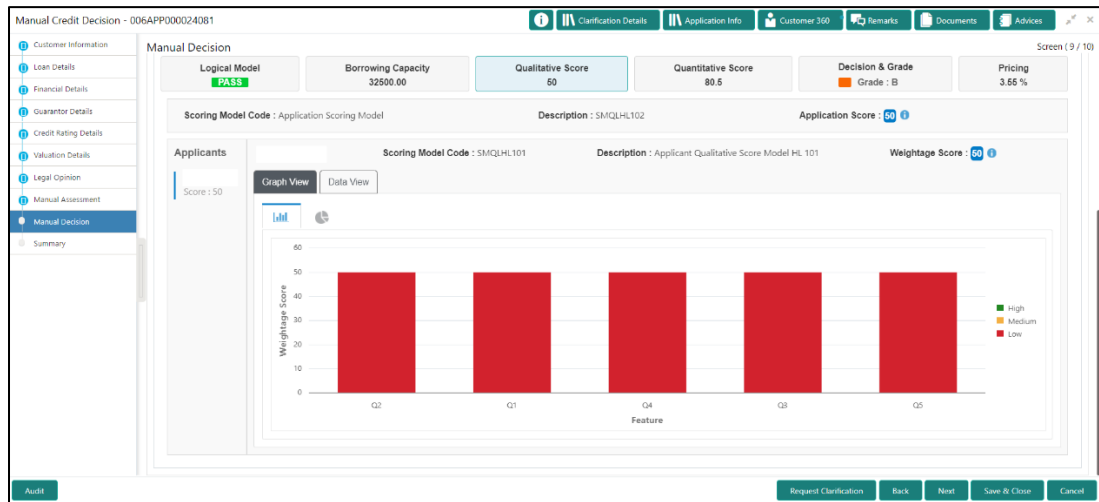 Manual Credit Decision - 006APP000024081
Clarification Details
Application Info
Customer 360
Remarks
Documents
Advices
Customer Information
Loan Details
Financial Details
Guarantor Details
Credit Rating Details
Valuation Details
Legal Opinion
Manual Assessment
Manual Decision
Summary
Manual Decision
Screen ( 9 / 10)
Logical Model
PASS
Borrowing Capacity
32500.00
Qualitative Score
50
Quantitative Score
80.5
Decision & Grade
Grade : B
Pricing
3.55 %
Scoring Model Code : Application Scoring Model
Description : SMQLHL102
Application Score : 50
Applicants
Score : 50
Scoring Model Code : SMQLHL101
Description : Applicant Qualitative Score Model HL 101
Weightage Score : 50
Graph View
Data View
Weightage Score
60
50
40
30
20
10
0
Q2
Q1
Q4
Q3
Q5
Feature
High
Medium
Low
Audit
Request Clarification
Back
Next
Save & Close
Cancel